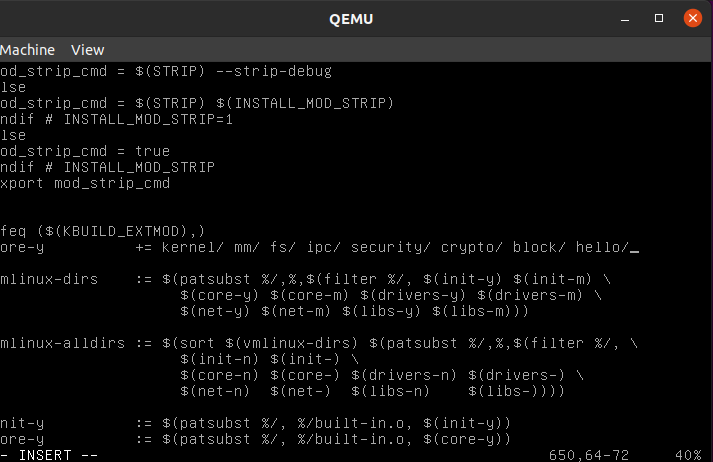 QEMU
Machine View
od_strip_cmd = $(STRIP) --strip-debug
lse
od_strip_cmd = $(STRIP) $(INSTALL_MOD_STRIP)
ndif # INSTALL_MOD_STRIP=1
lse
od_strip_cmd = true
ndif # INSTALL_MOD_STRIP
xport mod_strip_cmd
feq ($(KBUILD_EXTMOD),)
ore-y += kernel/ mm/ fs/ ipc/ security/ crypto/ block/ hello/
mlinux-dirs := $(patsubst %/,%,$(filter %/, $(init-y) $(init-m) \
$(core-y) $(core-m) $(drivers-y) $(drivers-m) \
$(net-y) $(net-m) $(libs-y) $(libs-m)))
mlinux-alldirs := $(sort $(vmlinux-dirs) $(patsubst %/,%,$(filter %/, \
$(init-n) $(init-) \
$(core-n) $(core-) $(drivers-n) $(drivers-) \
$(net-n) $(net-) $(libs-n) $(libs-))))
nit-y := $(patsubst %/, %/built-in.o, $(init-y))
ore-y := $(patsubst %/, %/built-in.o, $(core-y))
- INSERT -- 650,64-72 40%